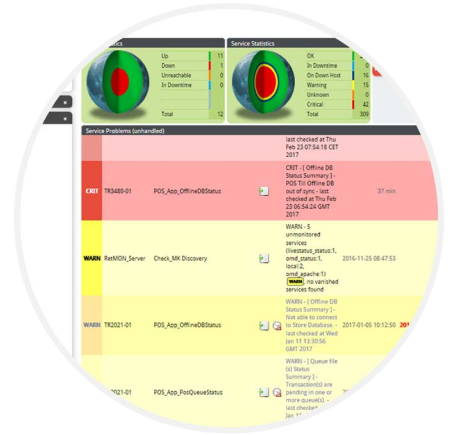 Service Statistics
Up 11
Down 1
Unreachable 0
In Downtime 0
Total 12
OK
In Downtime 0
On Down Host 16
Warning 15
Unknown 0
Critical 42
Total 309
Service Problems (unhandled)
last checked at Thu
Feb 23 07:54:18 CET
2017
CRIT TR3480-01 POS_App_OfflineDBStatus
CRIT - [ Offline DB
Status Summary ] -
POS Till Offline DB
out of sync - last
checked at Thu Feb
23 06:54:24 GMT
2017
37 min
WARN RetMON_Server Check_MK Discovery
WARN - 5
unmonitored
services
(livestatus_status:1,
omd_status:1,
local:2,
omd_apache:1)
WARN, no vanished
services found
2016-11-25 08:47:53
WARN TR2021-01 POS_App_OfflineDBStatus
WARN - [ Offline DB
Status Summary ] -
Not able to connect
to Store Database. -
last checked at Wed
Jan 11 13:30:56
GMT 2017
2017-01-05 10:12:50
2021-01 POS_App_PosQueueStatus
WARN - [ Queue file
(s) Status
Summary ] -
Transaction(s) are
pending in one or
more queue(s). -
last checked
Jan 11